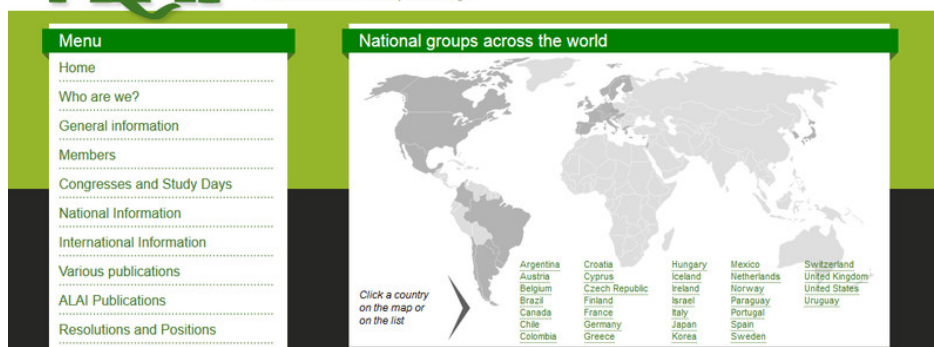 Menu
Home
Who are we?
General information
Members
Congresses and Study Days
National Information
International Information
Various publications
ALAI Publications
Resolutions and Positions
National groups across the world
Click a country
on the map or
on the list
Argentina
Austria
Belgium
Brazil
Canada
Chile
Colombia
Croatia
Cyprus
Czech Republic
Finland
France
Germany
Greece
Hungary
Iceland
Ireland
Israel
Italy
Japan
Korea
Mexico
Netherlands
Norway
Paraguay
Portugal
Spain
Sweden
Switzerland
United Kingdom
United States
Uruguay